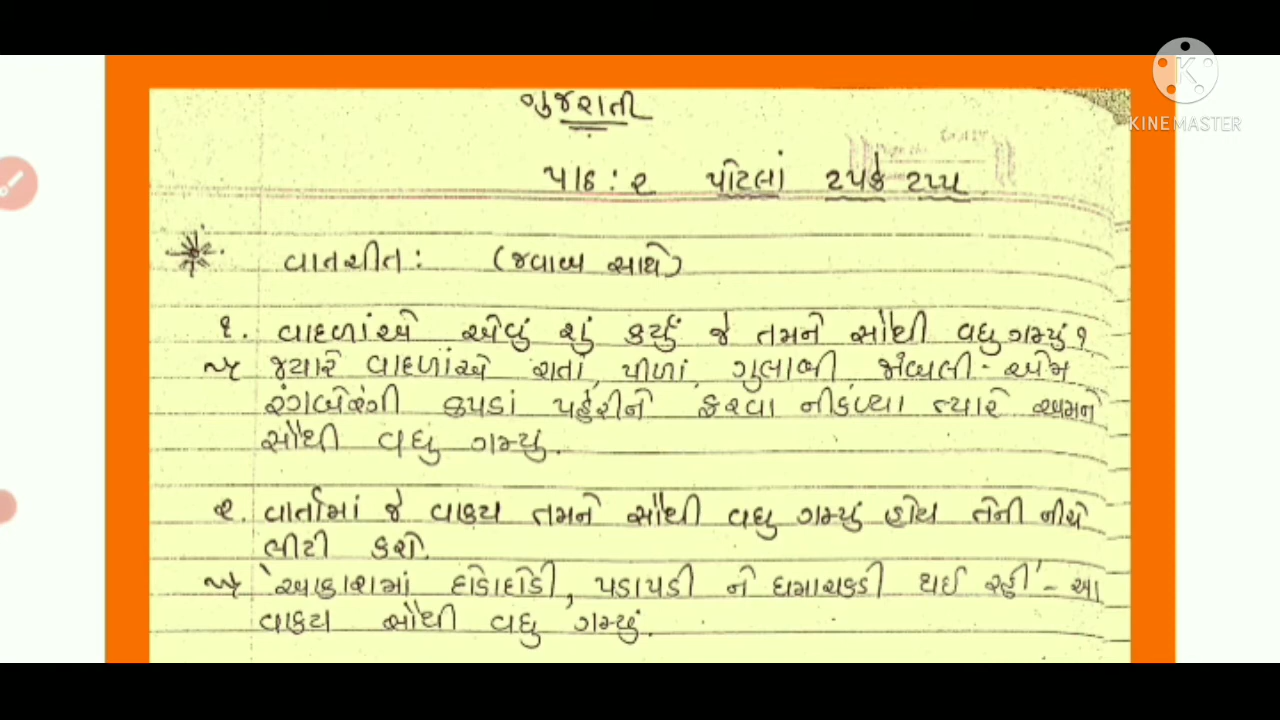 ગુજરાતી
પાઠ : ૨ પોટલાં ટપકે ટપ્પ
વાતચીત : (જવાબ સાથે)
૧. વાદળાંએ એવું શું કર્યું જે તમને સૌથી વધુ ગમ્યું ?
જ્યારે વાદળાંએ રાતાં, પીળાં, ગુલાબી જાંબલી - એમ
રંગબેરંગી કપડાં પહેરીને ફરવા નીકળ્યા ત્યારે અમને
સૌથી વધુ ગમ્યું.
૨. વાર્તામાં જે વાક્ય તમને સૌથી વધુ ગમ્યું હોય તેની નીચે
લીટી કરો.
'આકાશમાં દોડાદોડી, પડાપડી ને ધમાચકડી થઈ રહી' - આ
વાક્ય સૌથી વધુ ગમ્યું.
KINEMASTER